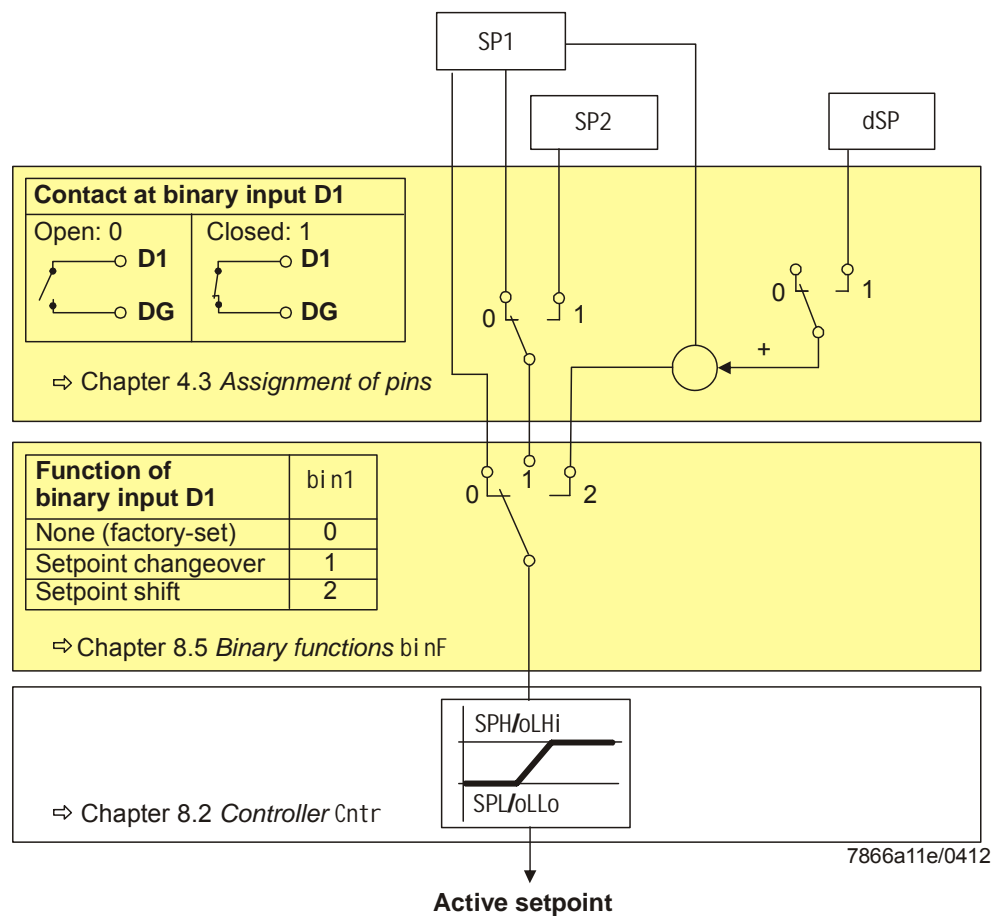 SP1
SP2
dSP
Contact at binary input D1
Open: 0
Closed: 1
D1
D1
DG
DG
0
1
0
1
+
⇨ Chapter 4.3 Assignment of pins
Function of
binary input D1
bin1
None (factory-set)
0
Setpoint changeover
1
Setpoint shift
2
0
1
2
⇨ Chapter 8.5 Binary functions binF
SPH/oLHi
SPL/oLLo
⇨ Chapter 8.2 Controller Cntr
7866a11e/0412
Active setpoint